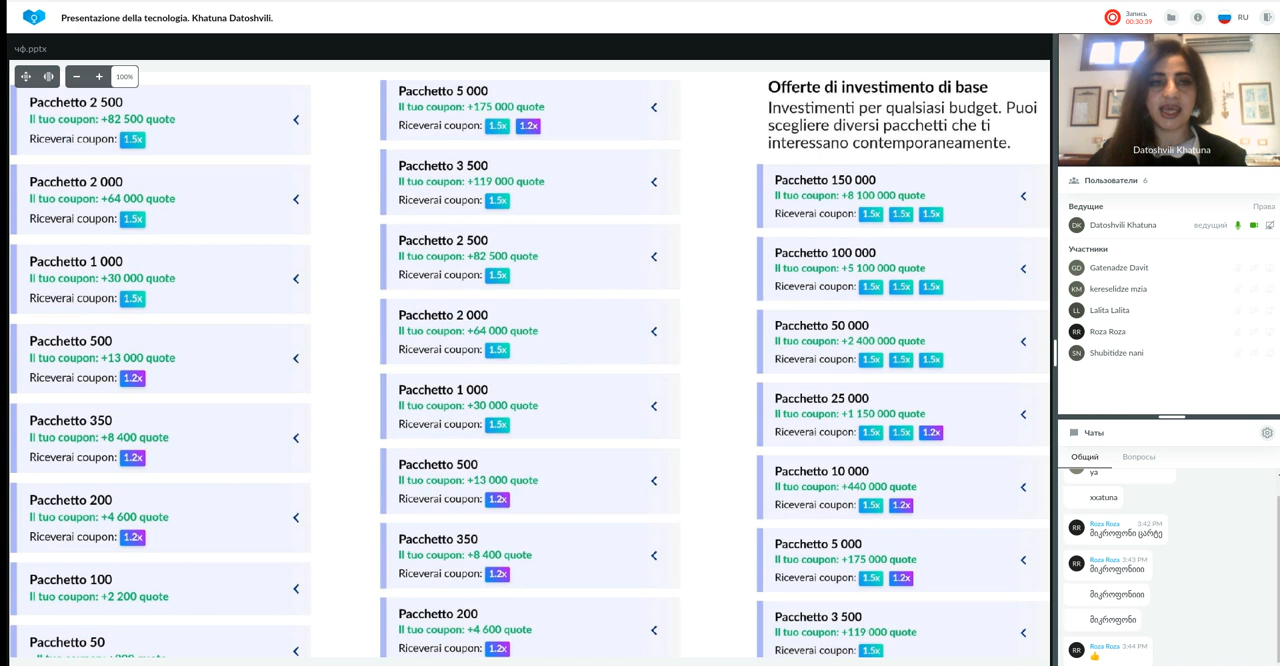 Presentazione della tecnologia. Khatuna Datoshvili.
Запись
00:30:39
RU
чф.pptx
100%
Pacchetto 2 500
Il tuo coupon: +82 500 quote
Riceverai coupon: 1.5x
Pacchetto 2 000
Il tuo coupon: +64 000 quote
Riceverai coupon: 1.5x
Pacchetto 1 000
Il tuo coupon: +30 000 quote
Riceverai coupon: 1.5x
Pacchetto 500
Il tuo coupon: +13 000 quote
Riceverai coupon: 1.2x
Pacchetto 350
Il tuo coupon: +8 400 quote
Riceverai coupon: 1.2x
Pacchetto 200
Il tuo coupon: +4 600 quote
Riceverai coupon: 1.2x
Pacchetto 100
Il tuo coupon: +2 200 quote
Pacchetto 50
Pacchetto 5 000
Il tuo coupon: +175 000 quote
Riceverai coupon: 1.5x 1.2x
Pacchetto 3 500
Il tuo coupon: +119 000 quote
Riceverai coupon: 1.5x
Pacchetto 2 500
Il tuo coupon: +82 500 quote
Riceverai coupon: 1.5x
Pacchetto 2 000
Il tuo coupon: +64 000 quote
Riceverai coupon: 1.5x
Pacchetto 1 000
Il tuo coupon: +30 000 quote
Riceverai coupon: 1.5x
Pacchetto 500
Il tuo coupon: +13 000 quote
Riceverai coupon: 1.2x
Pacchetto 350
Il tuo coupon: +8 400 quote
Riceverai coupon: 1.2x
Pacchetto 200
Il tuo coupon: +4 600 quote
Riceverai coupon: 1.2x
Offerte di investimento di base
Investimenti per qualsiasi budget. Puoi
scegliere diversi pacchetti che ti
interessano contemporaneamente.
Pacchetto 150 000
Il tuo coupon: +8 100 000 quote
Riceverai coupon: 1.5x 1.5x 1.5x
Pacchetto 100 000
Il tuo coupon: +5 100 000 quote
Riceverai coupon: 1.5x 1.5x 1.5x
Pacchetto 50 000
Il tuo coupon: +2 400 000 quote
Riceverai coupon: 1.5x 1.5x 1.5x
Pacchetto 25 000
Il tuo coupon: +1 150 000 quote
Riceverai coupon: 1.5x 1.5x 1.2x
Pacchetto 10 000
Il tuo coupon: +440 000 quote
Riceverai coupon: 1.5x 1.2x
Pacchetto 5 000
Il tuo coupon: +175 000 quote
Riceverai coupon: 1.5x 1.2x
Pacchetto 3 500
Il tuo coupon: +119 000 quote
Riceverai coupon: 1.5x
Datoshvili Khatuna
Пользователи 6
Ведущие Права
DK Datoshvili Khatuna ведущий
Участники
GD Gatenadze Davit
KM kereselidze mzia
LL Lalita Lalita
RR Roza Roza
SN Shubitidze nani
Чаты
Общий Вопросы
ya
xxatuna
RR Roza Roza 3:42 PM
მიკროფონი ცარტე
RR Roza Roza 3:43 PM
მიკროფონიიი
მიკროფონიიი
მიკროფონი
RR Roza Roza 3:44 PM
👍